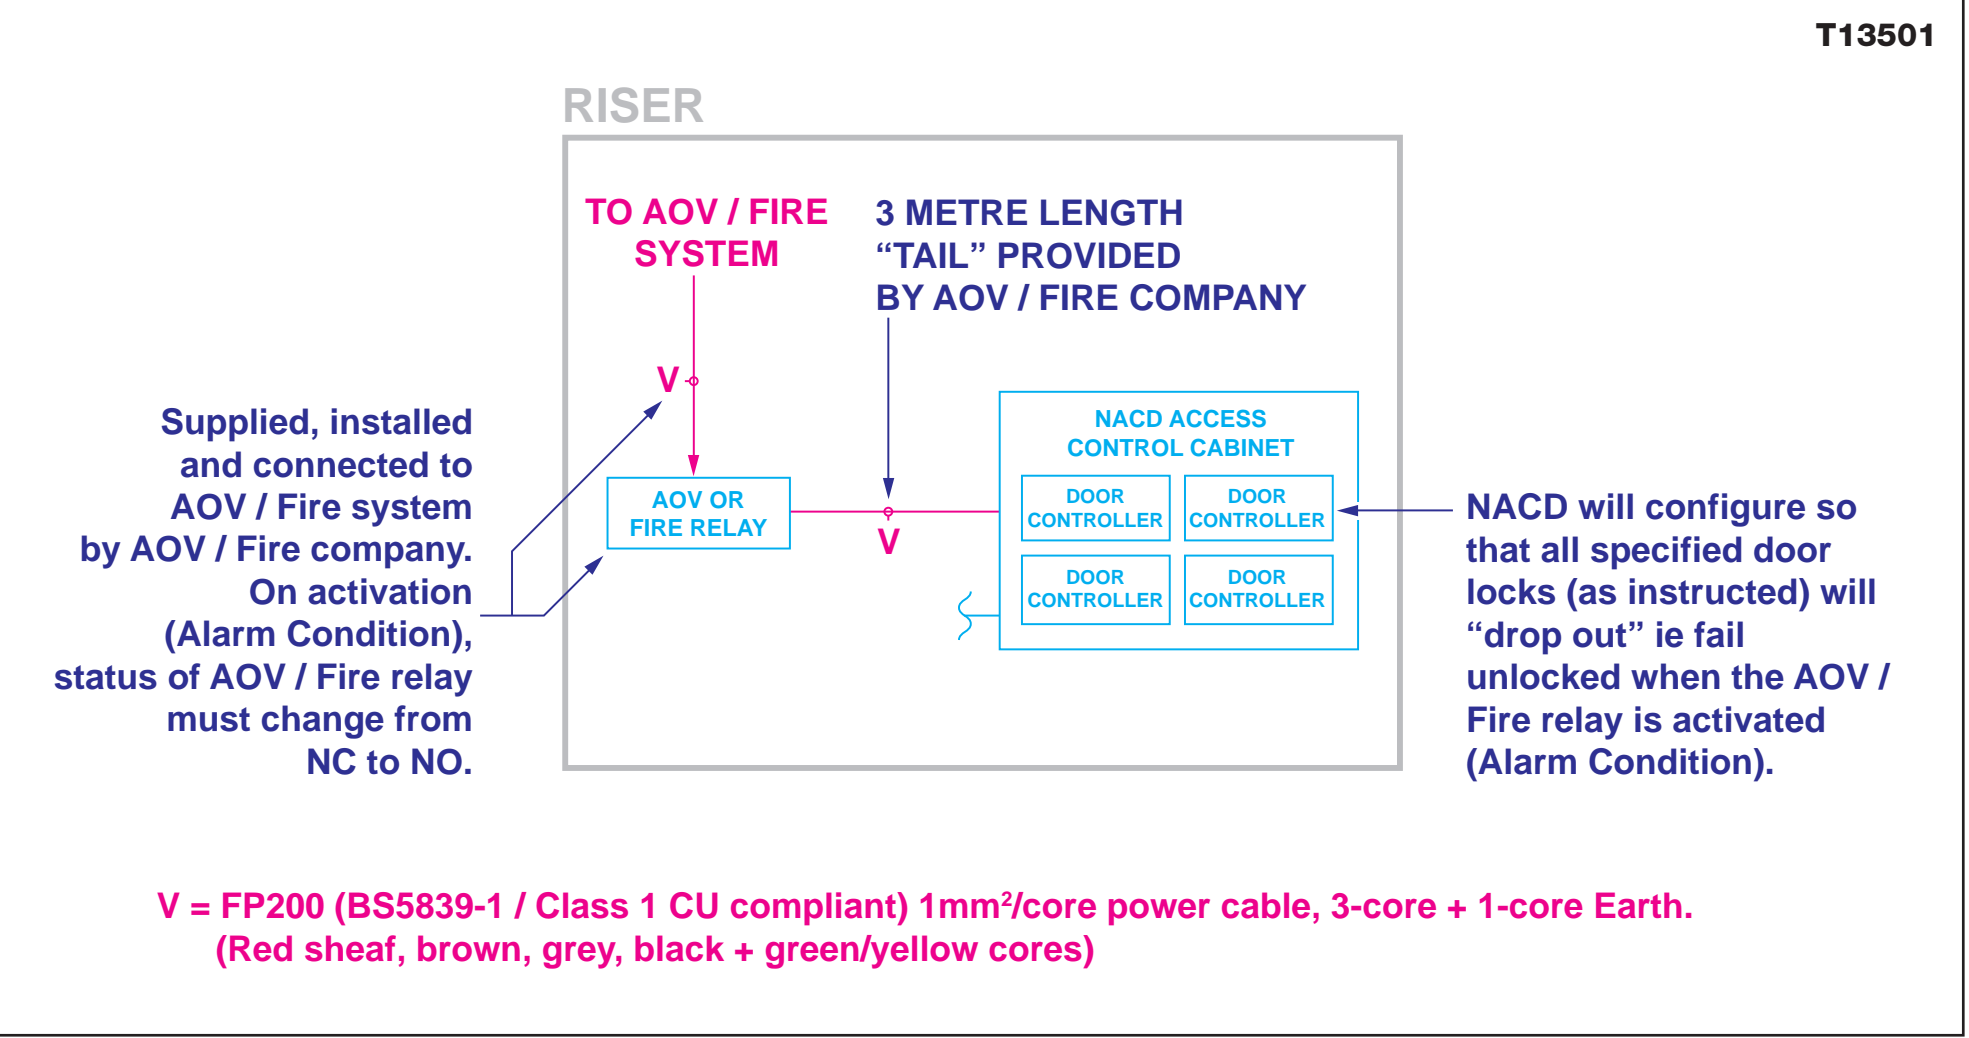 T13501
RISER
TO AOV / FIRE
SYSTEM
3 METRE LENGTH
“TAIL” PROVIDED
BY AOV / FIRE COMPANY
V
Supplied, installed
and connected to
AOV / Fire system
by AOV / Fire company.
On activation
(Alarm Condition),
status of AOV / Fire relay
must change from
NC to NO.
AOV OR
FIRE RELAY
V
NACD ACCESS
CONTROL CABINET
DOOR
CONTROLLER
DOOR
CONTROLLER
DOOR
CONTROLLER
DOOR
CONTROLLER
NACD will configure so
that all specified door
locks (as instructed) will
“drop out” ie fail
unlocked when the AOV /
Fire relay is activated
(Alarm Condition).
V = FP200 (BS5839-1 / Class 1 CU compliant) 1mm²/core power cable, 3-core + 1-core Earth.
(Red sheaf, brown, grey, black + green/yellow cores)